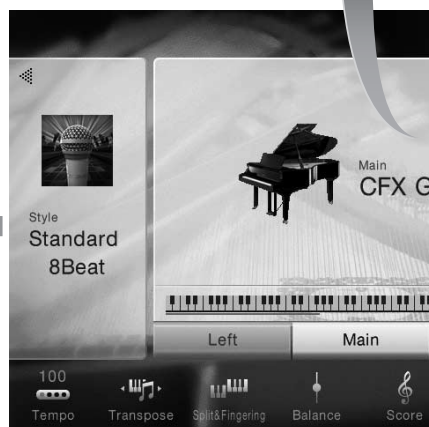 Style
Standard
8Beat
Main
CFX G
Left
Main
100
Tempo
Transpose
Split&Fingering
Balance
Score